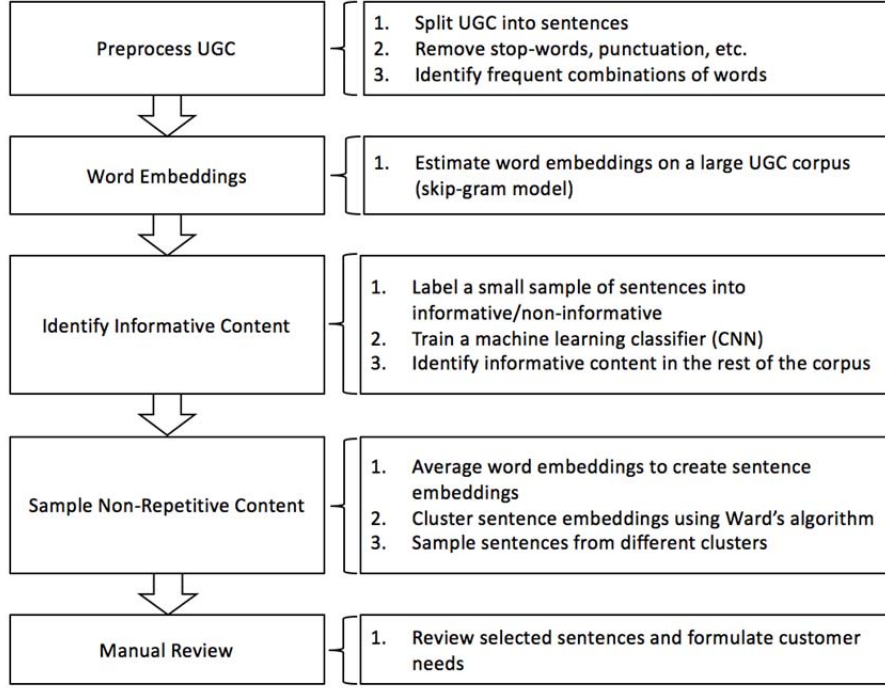 Preprocess UGC
1. Split UGC into sentences
2. Remove stop-words, punctuation, etc.
3. Identify frequent combinations of words
Word Embeddings
1. Estimate word embeddings on a large UGC corpus
(skip-gram model)
Identify Informative Content
1. Label a small sample of sentences into
informative/non-informative
2. Train a machine learning classifier (CNN)
3. Identify informative content in the rest of the corpus
Sample Non-Repetitive Content
1. Average word embeddings to create sentence
embeddings
2. Cluster sentence embeddings using Ward’s algorithm
3. Sample sentences from different clusters
Manual Review
1. Review selected sentences and formulate customer
needs